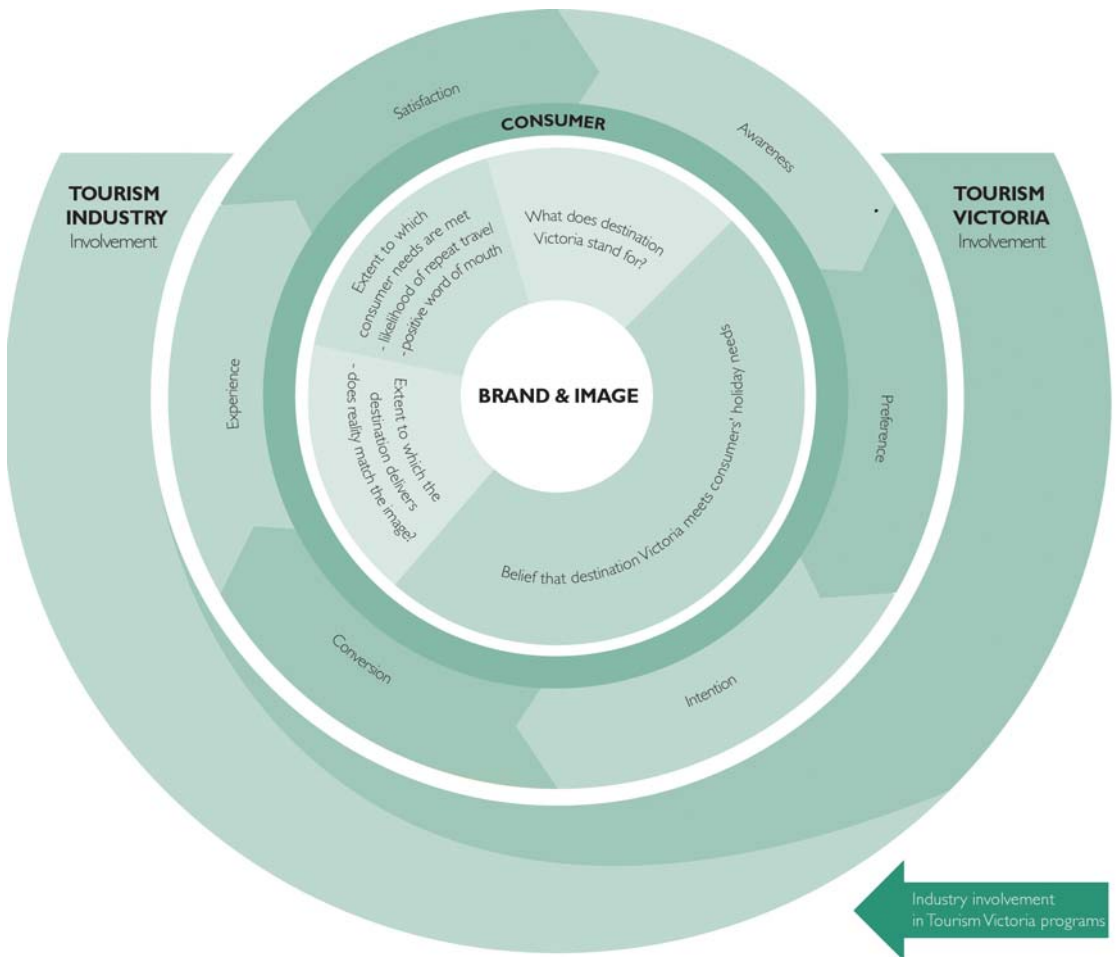 Satisfaction
CONSUMER
Awareness
TOURISM
INDUSTRY
Involvement
TOURISM
VICTORIA
Involvement
Extent to which
consumer needs are met
- likelihood of repeat travel
- positive word of mouth
What does destination
Victoria stand for?
Experience
Extent to which the
destination delivers
- does reality match the image?
BRAND & IMAGE
Belief that destination Victoria meets consumers' holiday needs
Preference
Conversion
Intention
Industry involvement
in Tourism Victoria programs